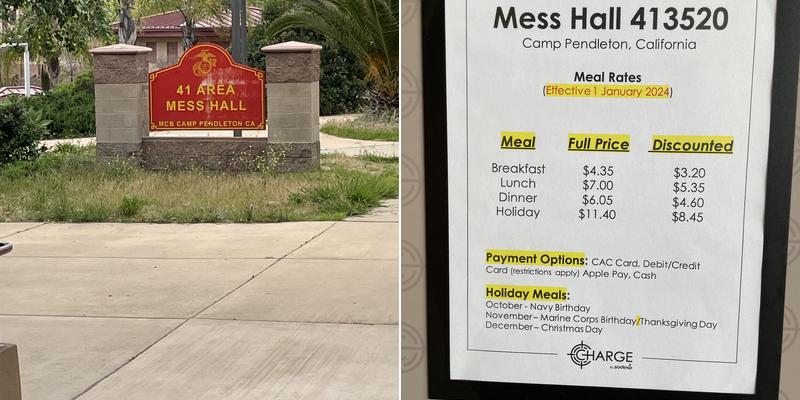 41 AREA
MESS HALL
MCB CAMP PENDLETON CA
Mess Hall 413520
Camp Pendleton, California
Meal Rates
(Effective 1 January 2024)
Meal Full Price Discounted
Breakfast $4.35 $3.20
Lunch $7.00 $5.35
Dinner $6.05 $4.60
Holiday $11.40 $8.45
Payment Options: CAC Card, Debit/Credit
Card (restrictions apply) Apple Pay, Cash
Holiday Meals:
October - Navy Birthday
November – Marine Corps Birthday/Thanksgiving Day
December – Christmas Day
CHARGE
by sodexo